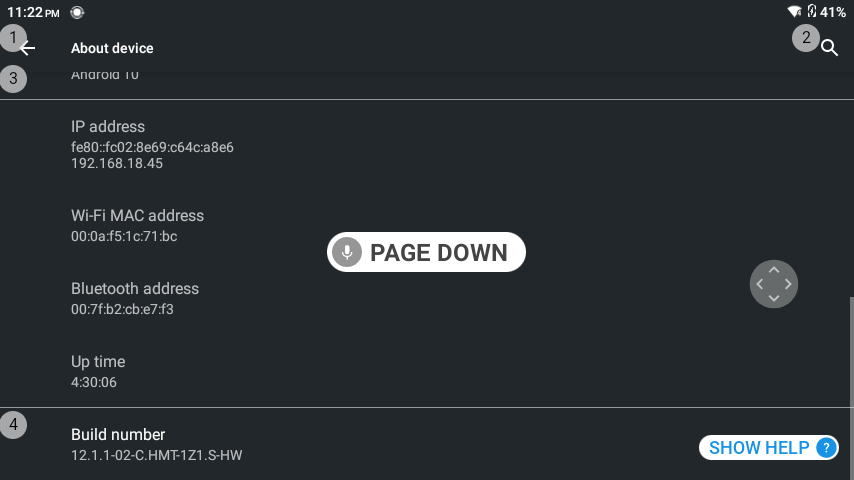 11:22 PM
41%
1
About device
2
3
Android 10
IP address
fe80::fc02:8e69:c64c:a8e6
192.168.18.45
Wi-Fi MAC address
00:0a:f5:1c:71:bc
PAGE DOWN
Bluetooth address
00:7f:b2:cb:e7:f3
Up time
4:30:06
4
Build number
12.1.1-02-C.HMT-1Z1.S-HW
SHOW HELP ?